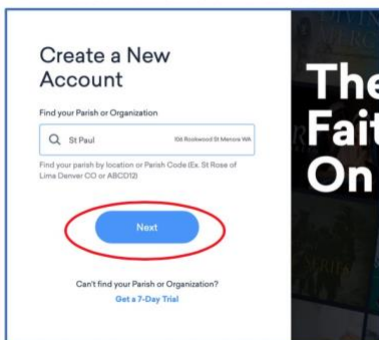 Create a New
Account
Find your Parish or Organization
St Paul
Find your parish by location or Parish Code (Ex. St Rose of
Lima Denver CO or ABCD12)
Next
Can't find your Parish or Organization?
Get a 7-Day Trial
The
Fait
On